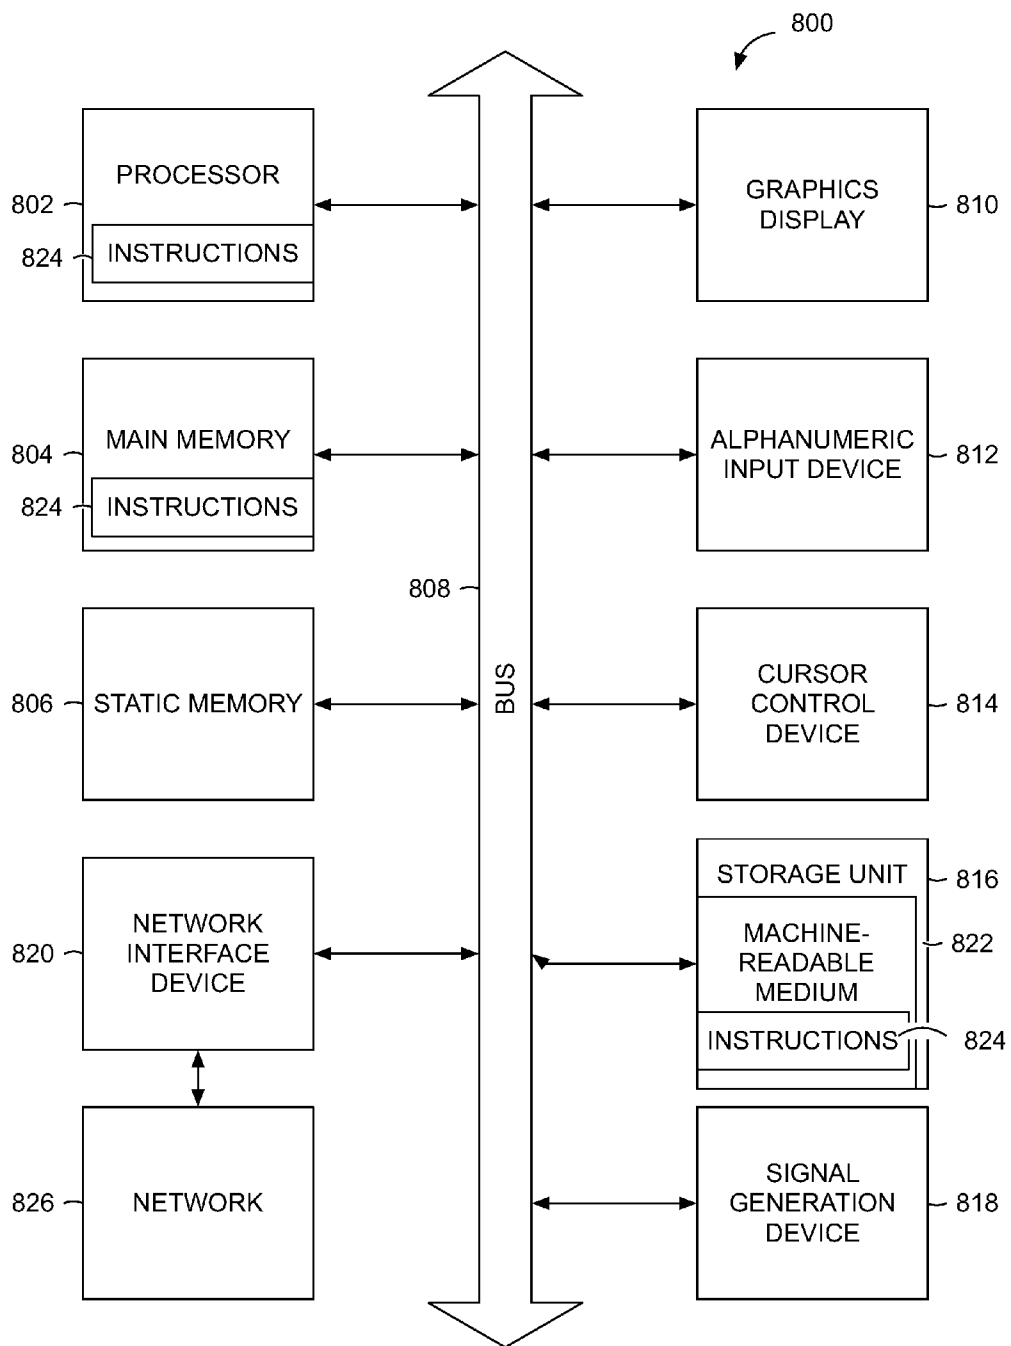 800
PROCESSOR
802
824
INSTRUCTIONS
GRAPHICS
DISPLAY
810
MAIN MEMORY
804
824
INSTRUCTIONS
ALPHANUMERIC
INPUT DEVICE
812
808
BUS
STATIC MEMORY
806
CURSOR
CONTROL
DEVICE
814
NETWORK
INTERFACE
DEVICE
820
STORAGE UNIT
816
MACHINE-
READABLE
MEDIUM
822
INSTRUCTIONS
824
NETWORK
826
SIGNAL
GENERATION
DEVICE
818